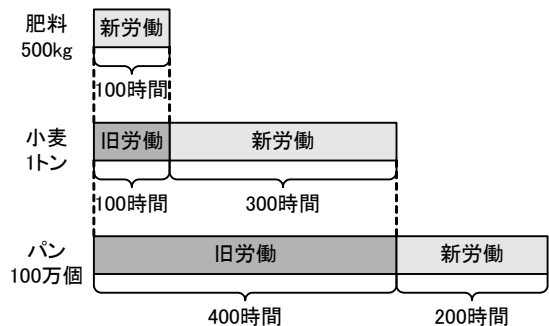 肥料
500kg
新労働
100時間
小麦
1トン
旧労働
新労働
100時間
300時間
パン
100万個
旧労働
新労働
400時間
200時間